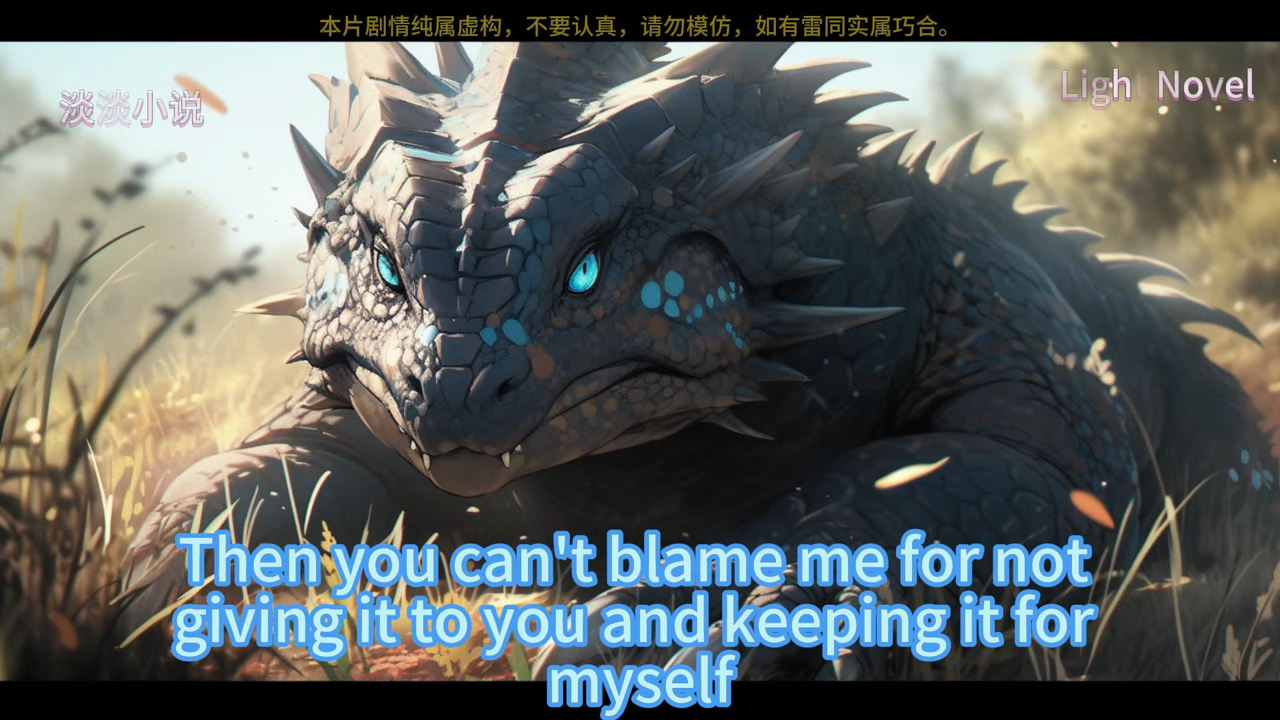 本片剧情纯属虚构，不要认真，请勿模仿，如有雷同实属巧合。
淡淡小说
Light Novel
Then you can't blame me for not
giving it to you and keeping it for
myself